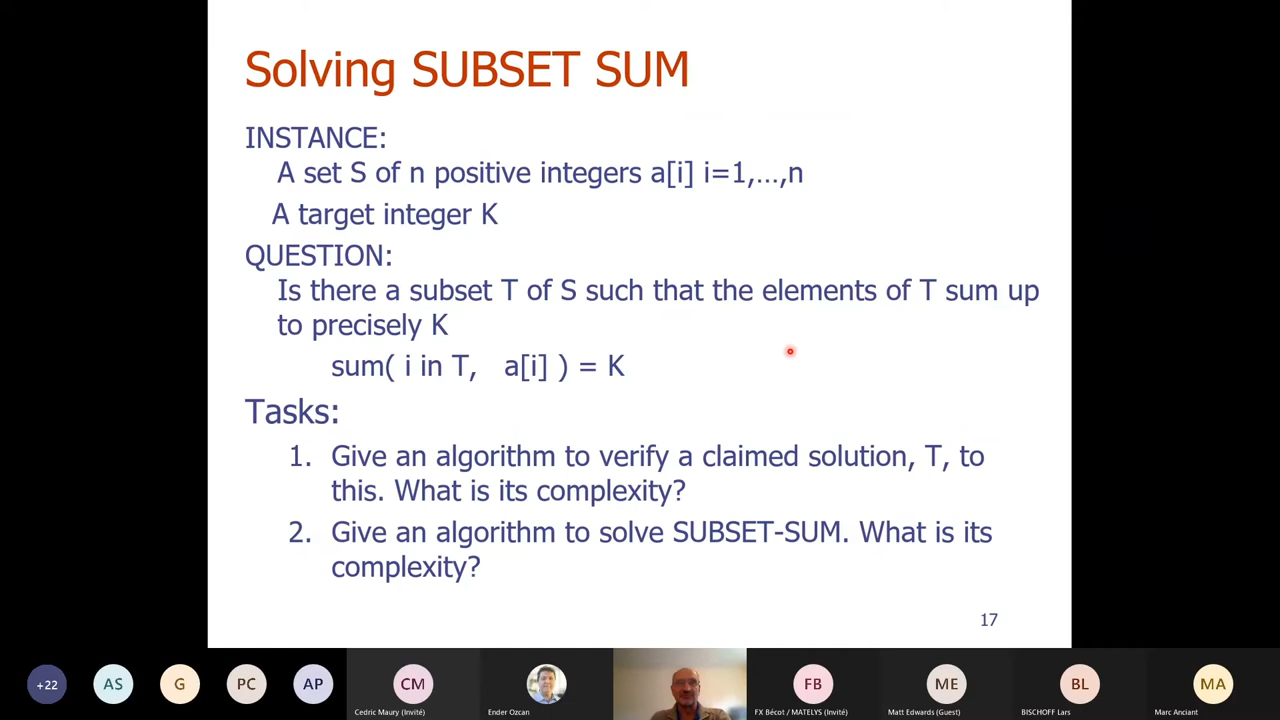 Solving SUBSET SUM
INSTANCE:
A set S of n positive integers a[i] i=1,...,n
A target integer K
QUESTION:
Is there a subset T of S such that the elements of T sum up
to precisely K
sum( i in T, a[i] ) = K
Tasks:
1. Give an algorithm to verify a claimed solution, T, to
this. What is its complexity?
2. Give an algorithm to solve SUBSET-SUM. What is its
complexity?
17
+22 AS G PC AP CM FB ME BL MA
Cedric Maury (Invité) Ender Ozcan FX Bécot / MATELYS (Invité) Matt Edwards (Guest) BISCHOFF Lars Marc Anciant